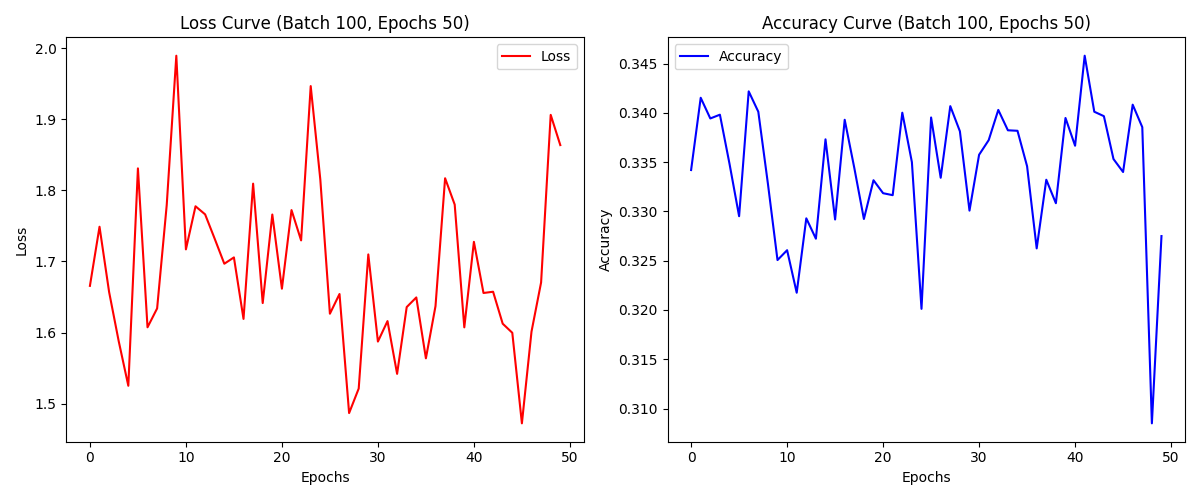 Loss Curve (Batch 100, Epochs 50)
2.0
1.9
1.8
1.7
1.6
1.5
Loss
Loss
0 10 20 30 40 50
Epochs
Accuracy Curve (Batch 100, Epochs 50)
0.345
0.340
0.335
0.330
0.325
0.320
0.315
0.310
Accuracy
Accuracy
0 10 20 30 40 50
Epochs